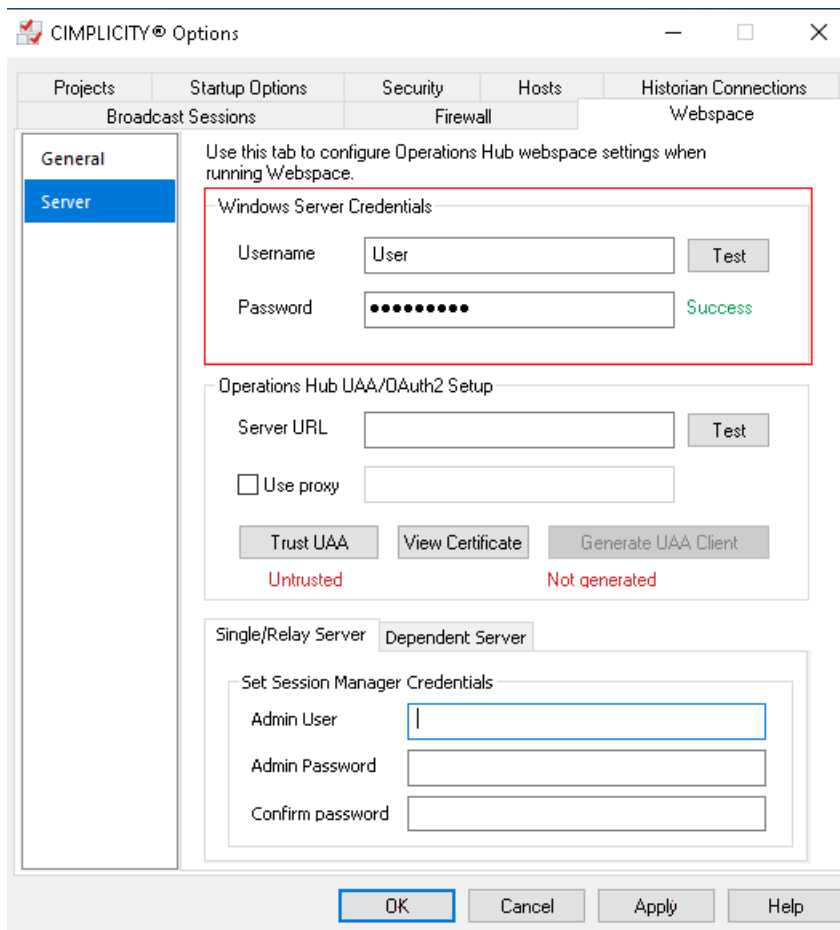 CIMPLICITY® Options
Projects Startup Options Security Hosts Historian Connections
Broadcast Sessions Firewall Webspace
General
Server
Use this tab to configure Operations Hub webspace settings when
running Webspace.
Windows Server Credentials
Username User Test
Password ●●●●●●●●● Success
Operations Hub UAA/OAuth2 Setup
Server URL Test
Use proxy
Trust UAA View Certificate Generate UAA Client
Untrusted Not generated
Single/Relay Server Dependent Server
Set Session Manager Credentials
Admin User
Admin Password
Confirm password
OK Cancel Apply Help